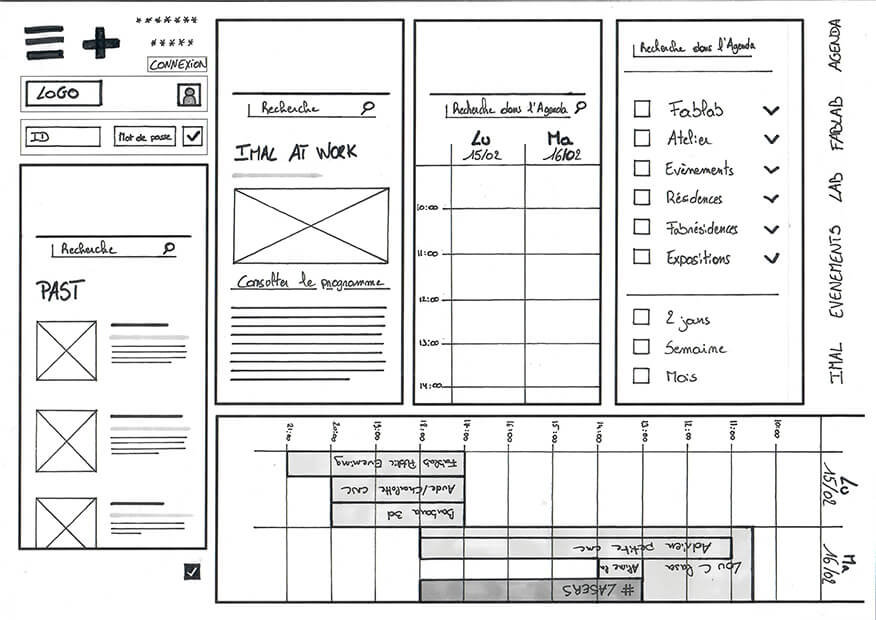 *******
*****
CONNEXION
LOGO
ID
Mot de passe
Recherche
PAST
Recherche
IMAL AT WORK
Consulter le programme
Recherche dans l'Agenda
Lu Ma
15/02 16/02
10:00
11:00
12:00
13:00
14:00
Recherche dans l'Agenda
Fablab
Atelier
Evènements
Résidences
Fabrésidences
Expositions
2 jours
Semaine
Mois
IMAL EVENEMENTS LAB FABLAB AGENDA
10:00
11:00
12:00
13:00
14:00
15:00
16:00
17:00
18:00
19:00
20:00
21:00
Lu
15/02
Fablab Public Evening
Aude/Charlotte CNC
Barbara 3d
Ma
16/02
Adrien petite cnc
Lou C Casa
# LASERS